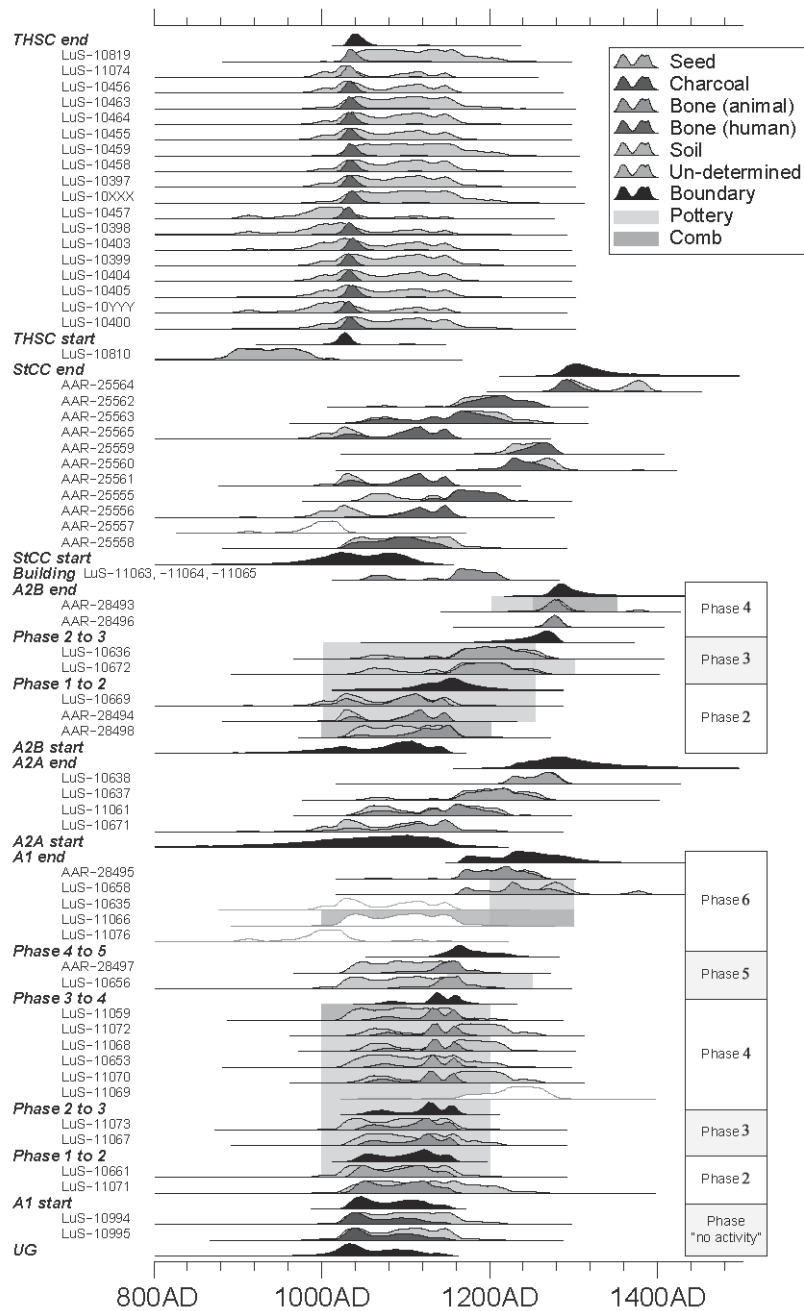 THSC end
LuS-10819
LuS-11074
LuS-10456
LuS-10463
LuS-10464
LuS-10455
LuS-10459
LuS-10458
LuS-10397
LuS-10XXX
LuS-10457
LuS-10398
LuS-10403
LuS-10399
LuS-10404
LuS-10405
LuS-10YYY
LuS-10400
THSC start
LuS-10810
StCC end
AAR-25564
AAR-25562
AAR-25563
AAR-25565
AAR-25559
AAR-25560
AAR-25561
AAR-25555
AAR-25556
AAR-25557
AAR-25558
StCC start
Building LuS-11063, -11064, -11065
A2B end
AAR-28493
AAR-28496
Phase 2 to 3
LuS-10636
LuS-10672
Phase 1 to 2
LuS-10669
AAR-28494
AAR-28498
A2B start
A2A end
LuS-10638
LuS-10637
LuS-11061
LuS-10671
A2A start
A1 end
AAR-28495
LuS-10658
LuS-10635
LuS-11066
LuS-11076
Phase 4 to 5
AAR-28497
LuS-10656
Phase 3 to 4
LuS-11059
LuS-11072
LuS-11068
LuS-10653
LuS-11070
LuS-11069
Phase 2 to 3
LuS-11073
LuS-11067
Phase 1 to 2
LuS-10661
LuS-11071
A1 start
LuS-10994
LuS-10995
UG
Seed
Charcoal
Bone (animal)
Bone (human)
Soil
Un-determined
Boundary
Pottery
Comb
Phase 4
Phase 3
Phase 2
Phase 6
Phase 5
Phase 4
Phase 3
Phase 2
Phase
"no activity"
800AD 1000AD 1200AD 1400AD